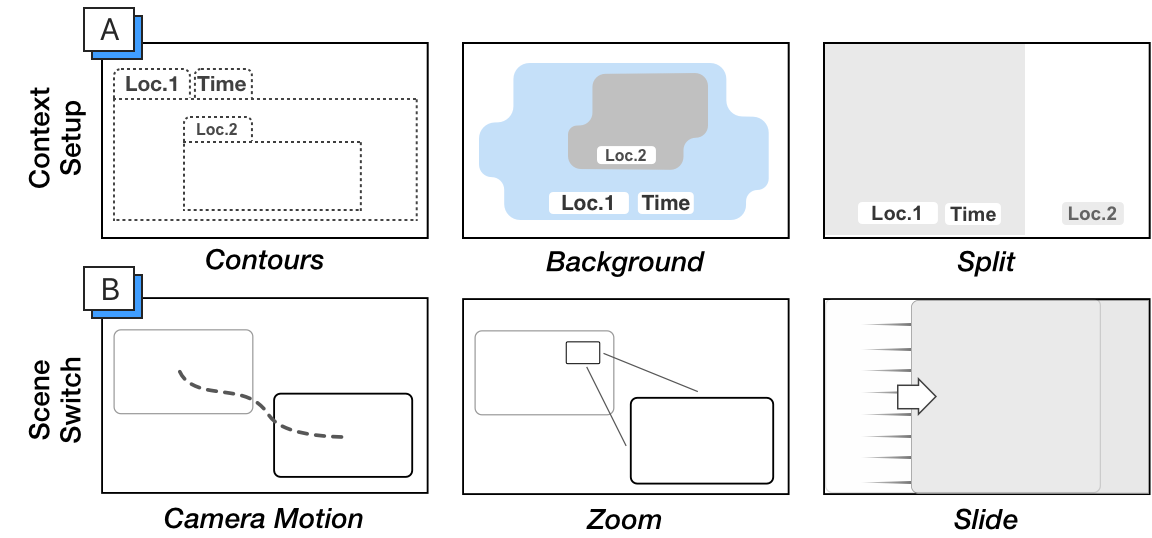 A
Context
Setup
Loc.1 Time
Loc.2
Contours
Loc.2
Loc.1 Time
Background
Loc.1 Time Loc.2
Split
B
Scene
Switch
Camera Motion
Zoom
Slide